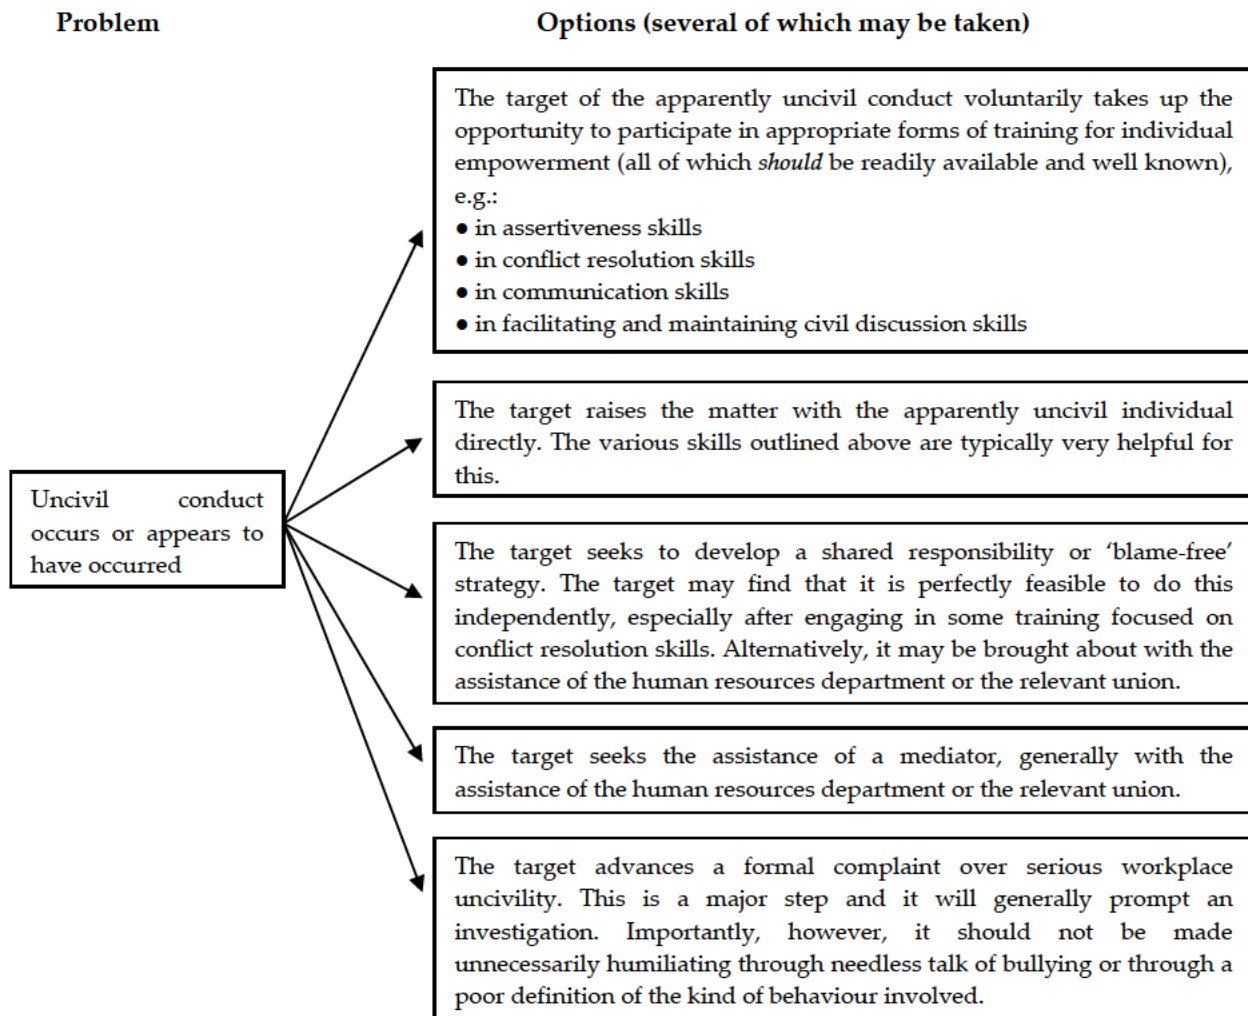 Problem
Options (several of which may be taken)
The target of the apparently uncivil conduct voluntarily takes up the
opportunity to participate in appropriate forms of training for individual
empowerment (all of which should be readily available and well known),
e.g.:
● in assertiveness skills
● in conflict resolution skills
● in communication skills
● in facilitating and maintaining civil discussion skills
The target raises the matter with the apparently uncivil individual
directly. The various skills outlined above are typically very helpful for
this.
Uncivil conduct
occurs or appears to
have occurred
The target seeks to develop a shared responsibility or ‘blame-free’
strategy. The target may find that it is perfectly feasible to do this
independently, especially after engaging in some training focused on
conflict resolution skills. Alternatively, it may be brought about with the
assistance of the human resources department or the relevant union.
The target seeks the assistance of a mediator, generally with the
assistance of the human resources department or the relevant union.
The target advances a formal complaint over serious workplace
uncivility. This is a major step and it will generally prompt an
investigation. Importantly, however, it should not be made
unnecessarily humiliating through needless talk of bullying or through a
poor definition of the kind of behaviour involved.